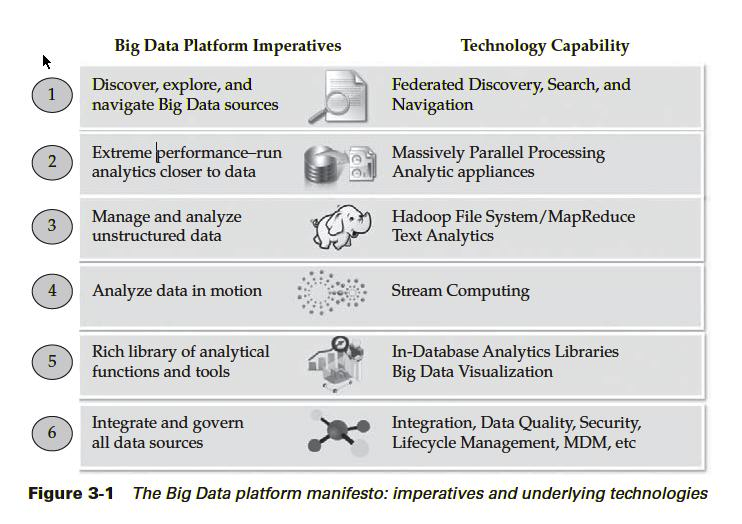 Big Data Platform Imperatives
Technology Capability
1
Discover, explore, and
navigate Big Data sources
Federated Discovery, Search, and
Navigation
2
Extreme performance–run
analytics closer to data
Massively Parallel Processing
Analytic appliances
3
Manage and analyze
unstructured data
Hadoop File System/MapReduce
Text Analytics
4
Analyze data in motion
Stream Computing
5
Rich library of analytical
functions and tools
In-Database Analytics Libraries
Big Data Visualization
6
Integrate and govern
all data sources
Integration, Data Quality, Security,
Lifecycle Management, MDM, etc
Figure 3-1 The Big Data platform manifesto: imperatives and underlying technologies